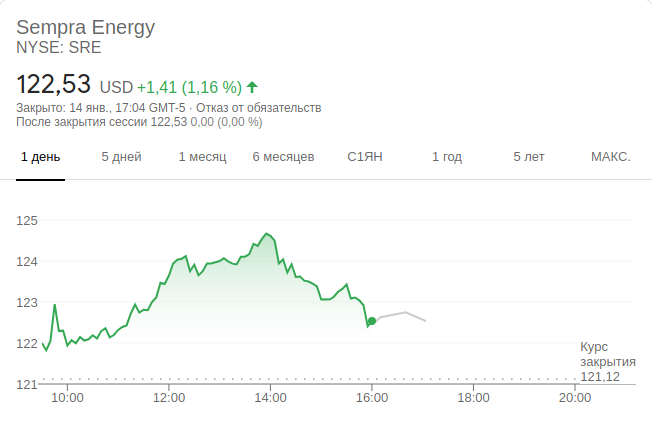 Sempra Energy
NYSE: SRE
122,53 USD +1,41 (1,16 %)
Закрыто: 14 янв., 17:04 GMT-5 · Отказ от обязательств
После закрытия сессии 122,53 0,00 (0,00 %)
1 день 5 дней 1 месяц 6 месяцев С1ЯН 1 год 5 лет МАКС.
125
124
123
122
121
Курс
закрытия
121,12
10:00 12:00 14:00 16:00 18:00 20:00